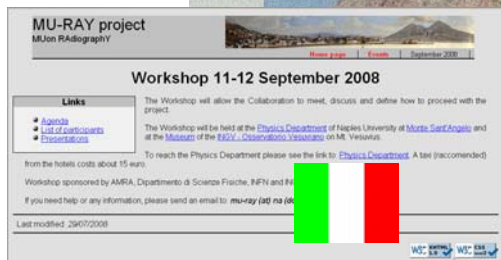 MU-RAY project
MUon RAdiographY
Home page | Events | September 2008 |
Workshop 11-12 September 2008
Links
Agenda
List of participants
Presentations
The Workshop will allow the Collaboration to meet, discuss and define how to proceed with the
project.
The Workshop will be held at the Physics Department of Naples University at Monte Sant'Angelo and
at the Museum of the INGV - Osservatorio Vesuviano on Mt. Vesuvius.
To reach the Physics Department please see the link to Physics Department. A taxi (raccomended)
from the hotels costs about 15 euro.
Workshop sponsored by AMRA, Dipartimento di Scienze Fisiche, INFN and
If you need help or any information, please send an email to: mu-ray (at) na
Last modified: 29/07/2008
W3C XHTML 1.0 W3C CSS